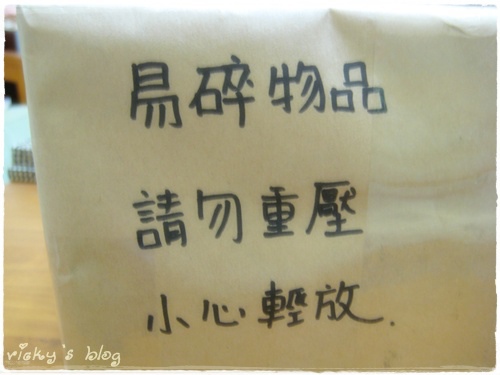 易碎物品
請勿重壓
小心輕放.
vicky's blog